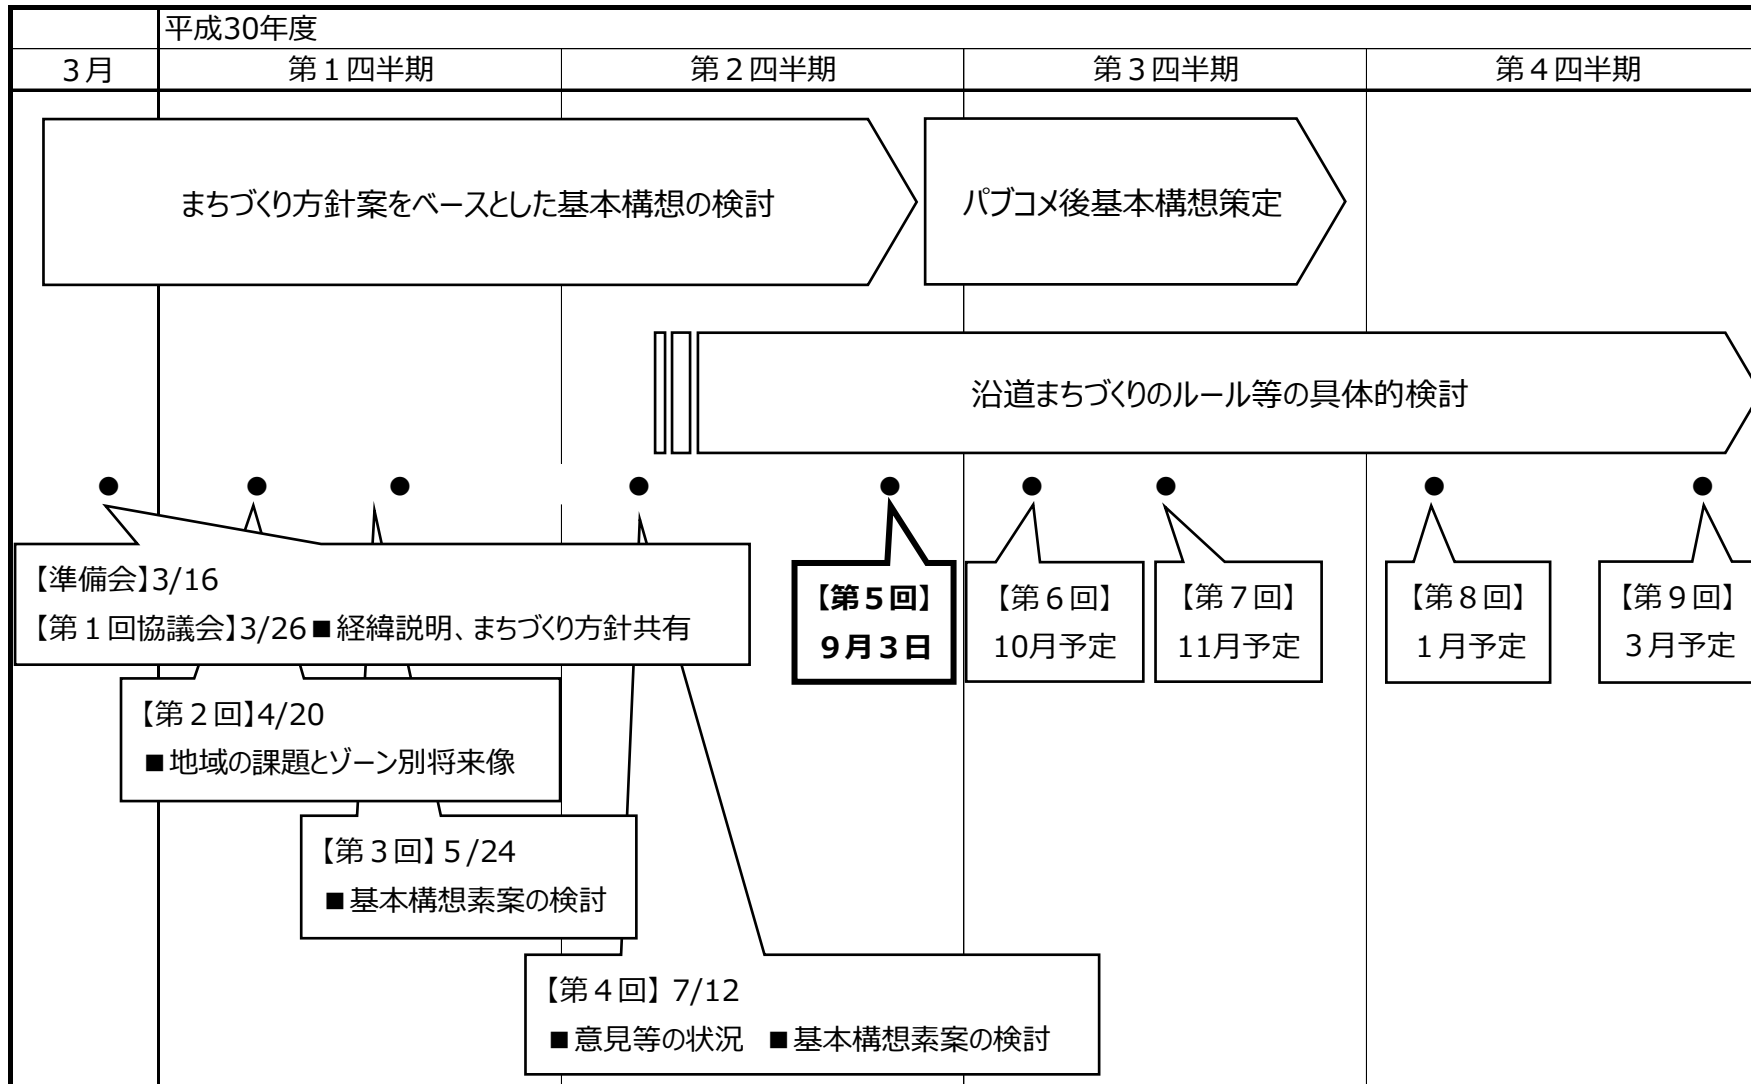 平成30年度
3月
第1四半期
第2四半期
第3四半期
第4四半期
まちづくり方針案をベースとした基本構想の検討
パブコメ後基本構想策定
沿道まちづくりのルール等の具体的検討
【準備会】3/16
【第1回協議会】3/26■経緯説明、まちづくり方針共有
【第2回】4/20
■地域の課題とゾーン別将来像
【第3回】5/24
■基本構想素案の検討
【第4回】7/12
■意見等の状況 ■基本構想素案の検討
【第5回】
9月3日
【第6回】
10月予定
【第7回】
11月予定
【第8回】
1月予定
【第9回】
3月予定